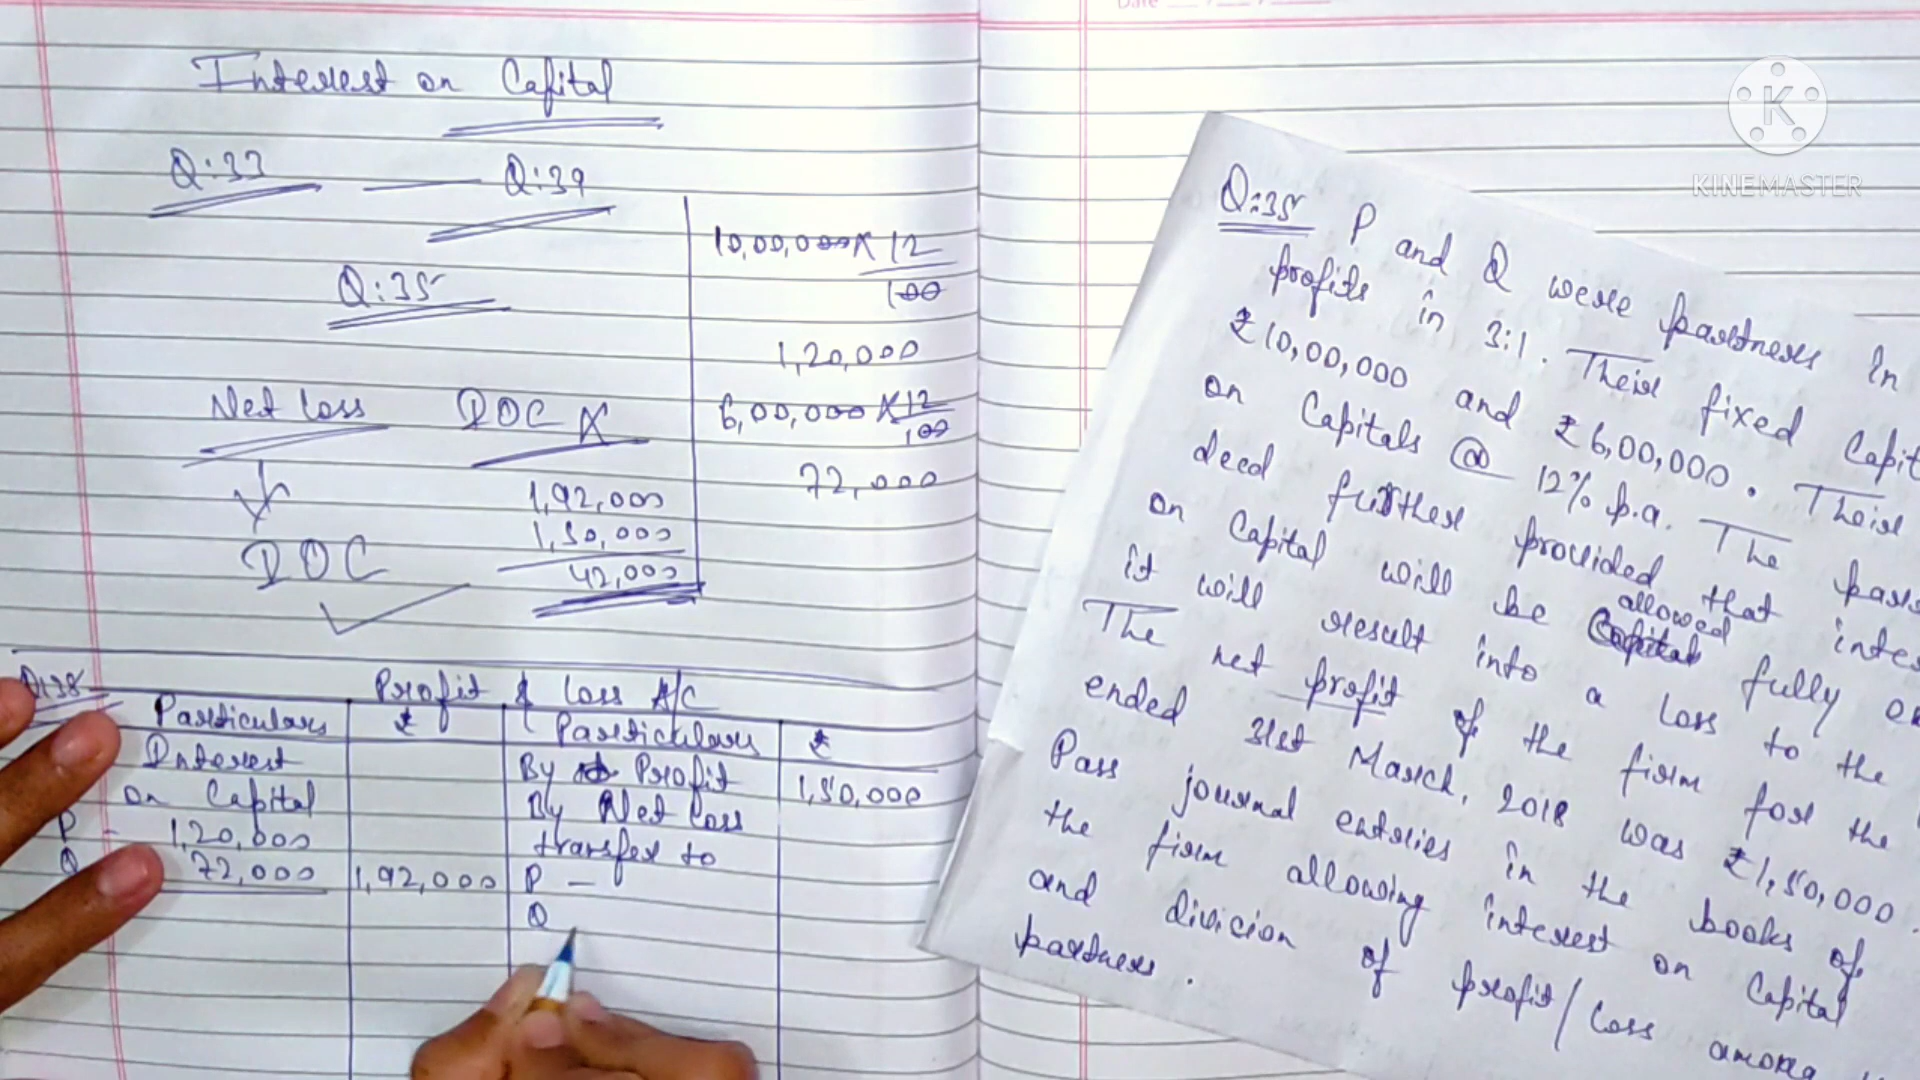 Interest on Capital
Q:33 — Q:39
Q:35
10,00,000 X 12
100
1,20,000
6,00,000 X 12
100
72,000
Net Loss DOC X
1,92,000
1,50,000
42,000
DOC
Profit & Loss A/c
Particulars ₹ Particulars ₹
Interest
on Capital
P - 1,20,000
Q 72,000 1,92,000
By Profit 1,50,000
By Net Loss
transfer to
P —
Q
Date
KINEMASTER
Q:35 P and Q were partners In
profits in 3:1. Their fixed Capit
₹10,00,000 and ₹6,00,000. Their
on Capitals @ 12% p.a. The
deed further provided that
on Capital will be allowed fully
it will result into a Loss to the
The net profit of the firm for the
ended 31st March, 2018 was ₹1,50,000.
Pass journal entries in the books of
the firm allowing interest on Capital
and divicion of profit/Loss among
partners.